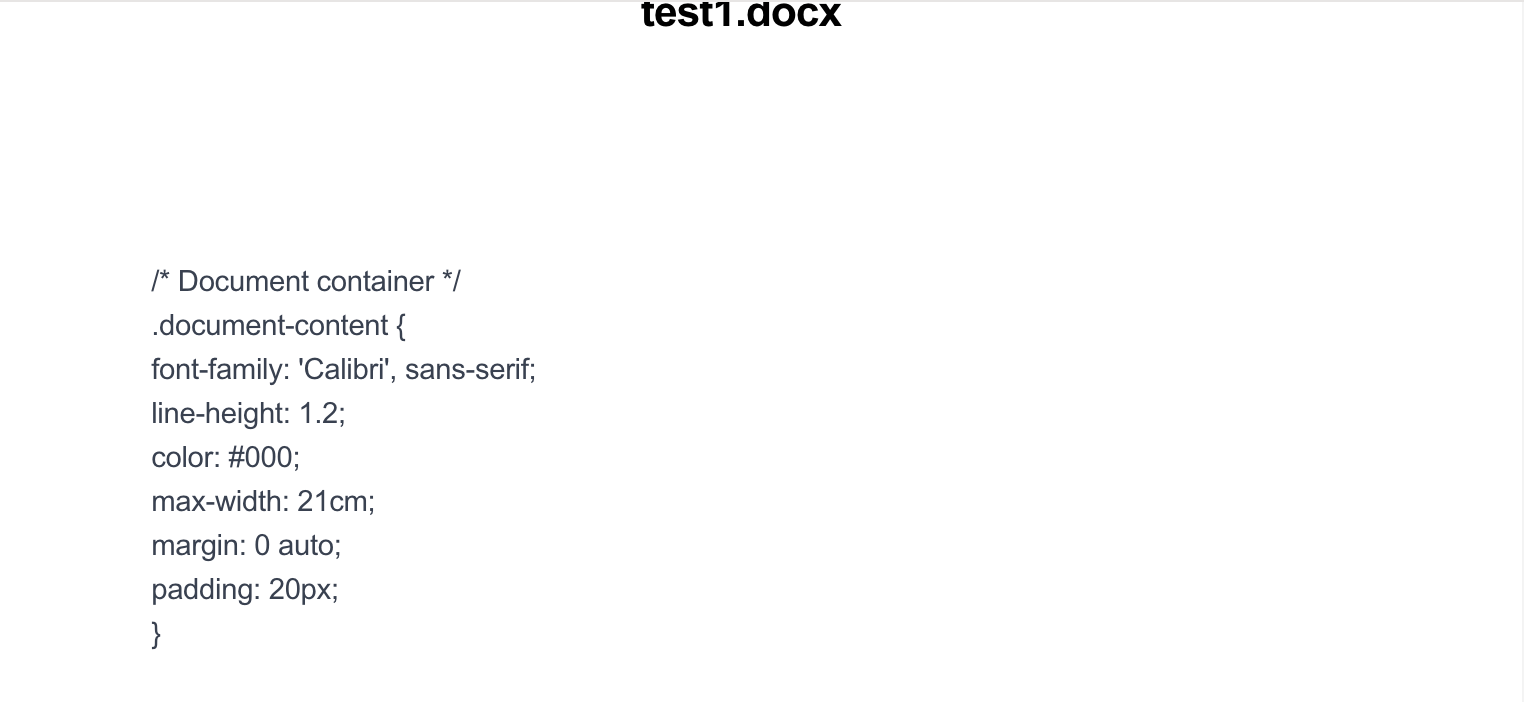 test1.docx
/* Document container */
.document-content {
font-family: 'Calibri', sans-serif;
line-height: 1.2;
color: #000;
max-width: 21cm;
margin: 0 auto;
padding: 20px;
}